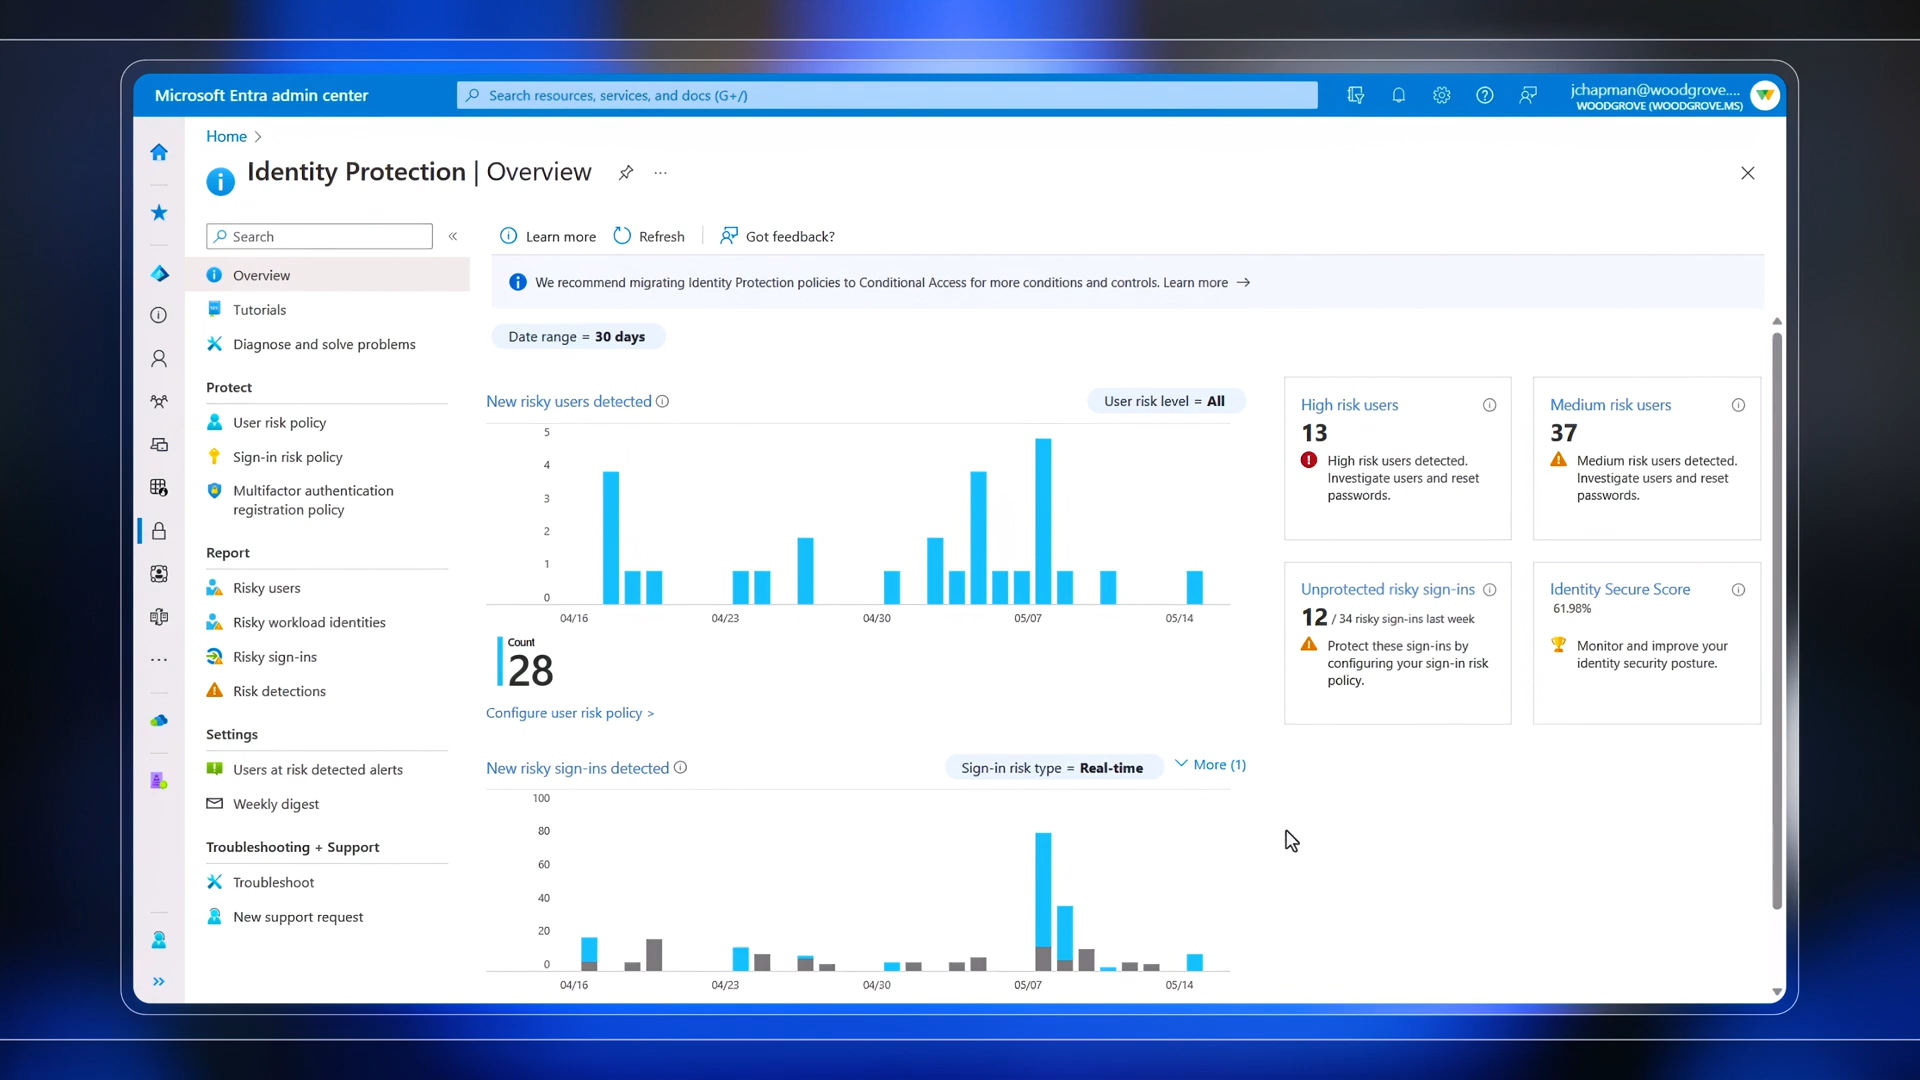 Microsoft Entra admin center
Search resources, services, and docs (G+/)
jchapman@woodgrove....
WOODGROVE (WOODGROVE.MS)
Home >
Identity Protection | Overview
...
Search
«
Overview
Tutorials
Diagnose and solve problems
Protect
User risk policy
Sign-in risk policy
Multifactor authentication
registration policy
Report
Risky users
Risky workload identities
Risky sign-ins
Risk detections
Settings
Users at risk detected alerts
Weekly digest
Troubleshooting + Support
Troubleshoot
New support request
Learn more
Refresh
Got feedback?
We recommend migrating Identity Protection policies to Conditional Access for more conditions and controls. Learn more →
Date range = 30 days
New risky users detected
User risk level = All
5
4
3
2
1
0
04/16
04/23
04/30
05/07
05/14
Count
28
Configure user risk policy >
New risky sign-ins detected
Sign-in risk type = Real-time
More (1)
100
80
60
40
20
0
04/16
04/23
04/30
05/07
05/14
High risk users
13
High risk users detected.
Investigate users and reset
passwords.
Medium risk users
37
Medium risk users detected.
Investigate users and reset
passwords.
Unprotected risky sign-ins
12 / 34 risky sign-ins last week
Protect these sign-ins by
configuring your sign-in risk
policy.
Identity Secure Score
61.98%
Monitor and improve your
identity security posture.